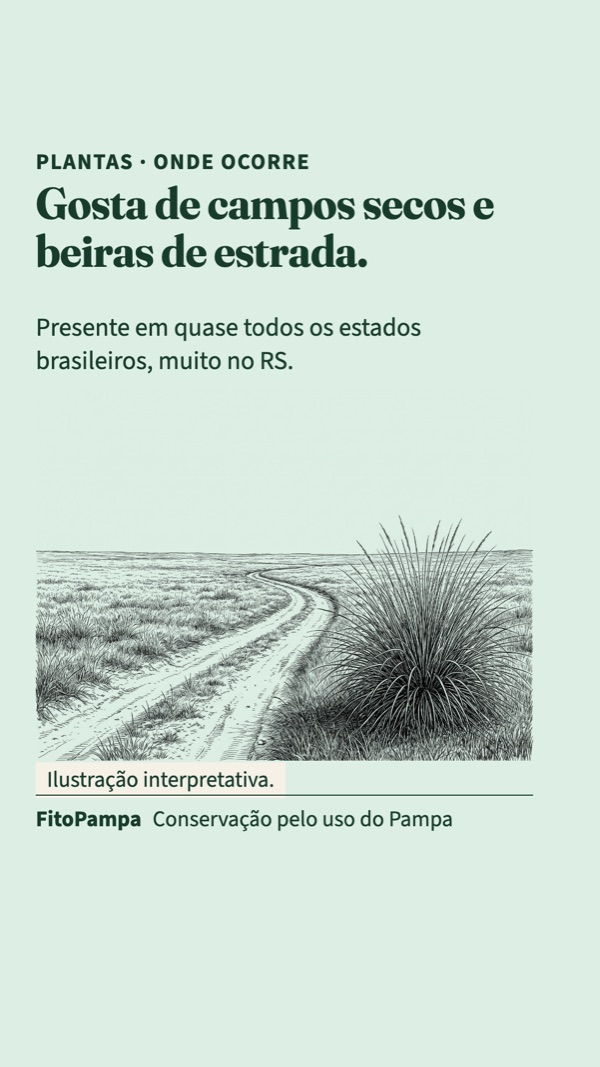 PLANTAS · ONDE OCORRE
Gosta de campos secos e
beiras de estrada.
Presente em quase todos os estados
brasileiros, muito no RS.
Ilustração interpretativa.
FitoPampa Conservação pelo uso do Pampa